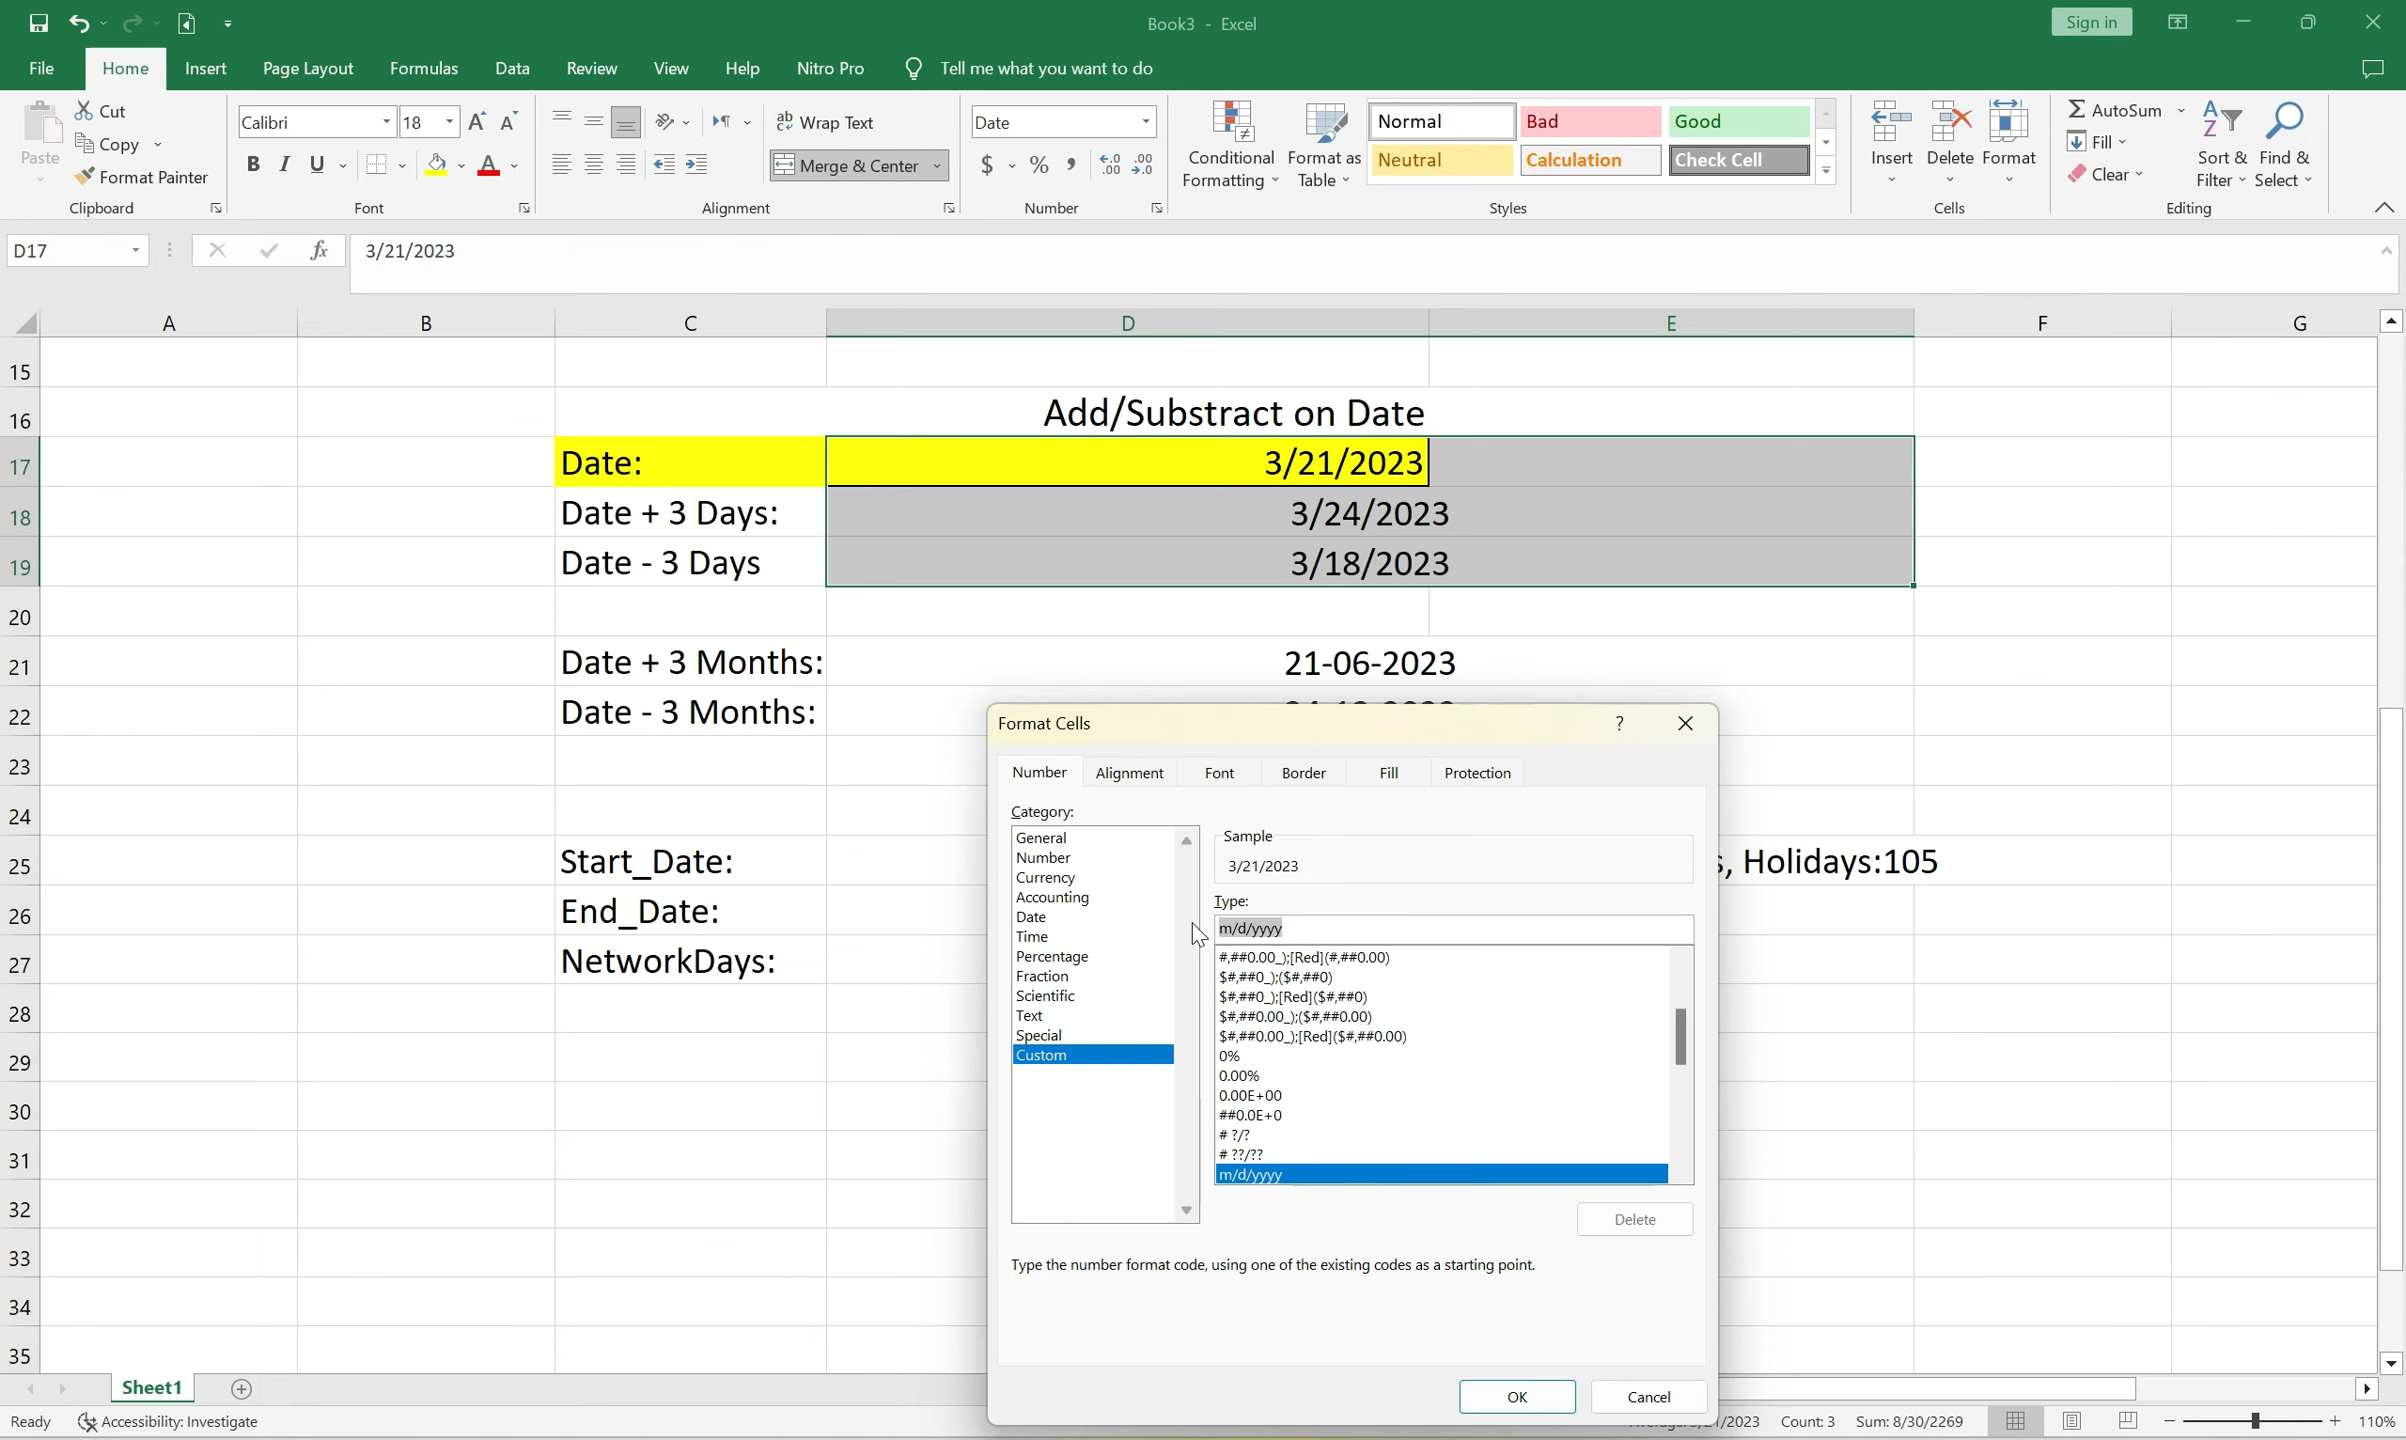 Book3 - Excel
Sign in
File Home Insert Page Layout Formulas Data Review View Help Nitro Pro Tell me what you want to do
Paste
Cut
Copy
Format Painter
Clipboard
Calibri 18
B I U A
Font
ab Wrap Text
Merge & Center
Alignment
Date
$ % ,
Number
Conditional Formatting
Format as Table
Normal Bad Good
Neutral Calculation Check Cell
Styles
Insert Delete Format
Cells
AutoSum
Fill
Clear
Sort & Filter
Find & Select
Editing
D17 fx 3/21/2023
A B C D E F G
15
16 Add/Substract on Date
17 Date: 3/21/2023
18 Date + 3 Days: 3/24/2023
19 Date - 3 Days 3/18/2023
20
21 Date + 3 Months: 21-06-2023
22 Date - 3 Months:
23
24
25 Start_Date: , Holidays:105
26 End_Date:
27 NetworkDays:
28
29
30
31
32
33
34
35
Format Cells ?
Number Alignment Font Border Fill Protection
Category:
General
Number
Currency
Accounting
Date
Time
Percentage
Fraction
Scientific
Text
Special
Custom
Sample
3/21/2023
Type:
m/d/yyyy
#,##0.00_);[Red](#,##0.00)
$#,##0_);($#,##0)
$#,##0_);[Red]($#,##0)
$#,##0.00_);($#,##0.00)
$#,##0.00_);[Red]($#,##0.00)
0%
0.00%
0.00E+00
##0.0E+0
# ?/?
# ??/??
m/d/yyyy
Delete
Type the number format code, using one of the existing codes as a starting point.
OK Cancel
Sheet1
Ready Accessibility: Investigate
/2023 Count: 3 Sum: 8/30/2269 110%